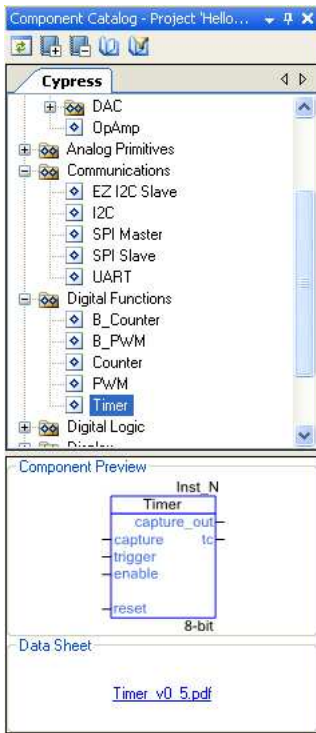 Component Catalog - Project 'Hello...
Cypress
DAC
OpAmp
Analog Primitives
Communications
EZ I2C Slave
I2C
SPI Master
SPI Slave
UART
Digital Functions
B_Counter
B_PWM
Counter
PWM
Timer
Digital Logic
Display
Component Preview
Inst_N
Timer
capture_out
capture tc
trigger
enable
reset
8-bit
Data Sheet
Timer_v0_5.pdf